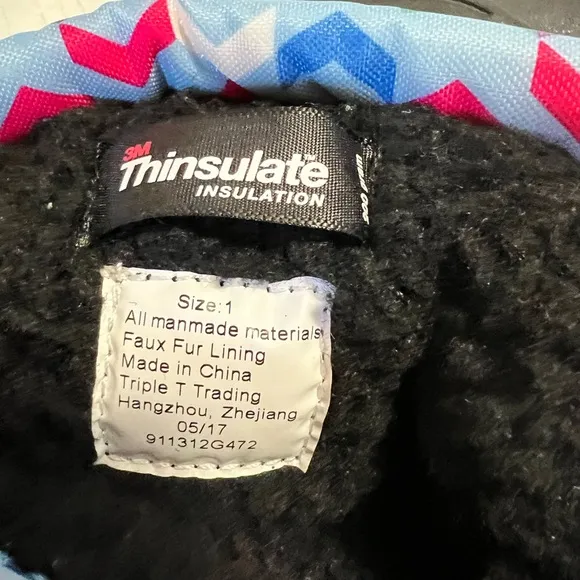 3M
Thinsulate
INSULATION
Size:1
All manmade materials
Faux Fur Lining
Made in China
Triple T Trading
Hangzhou, Zhejiang
05/17
911312G472